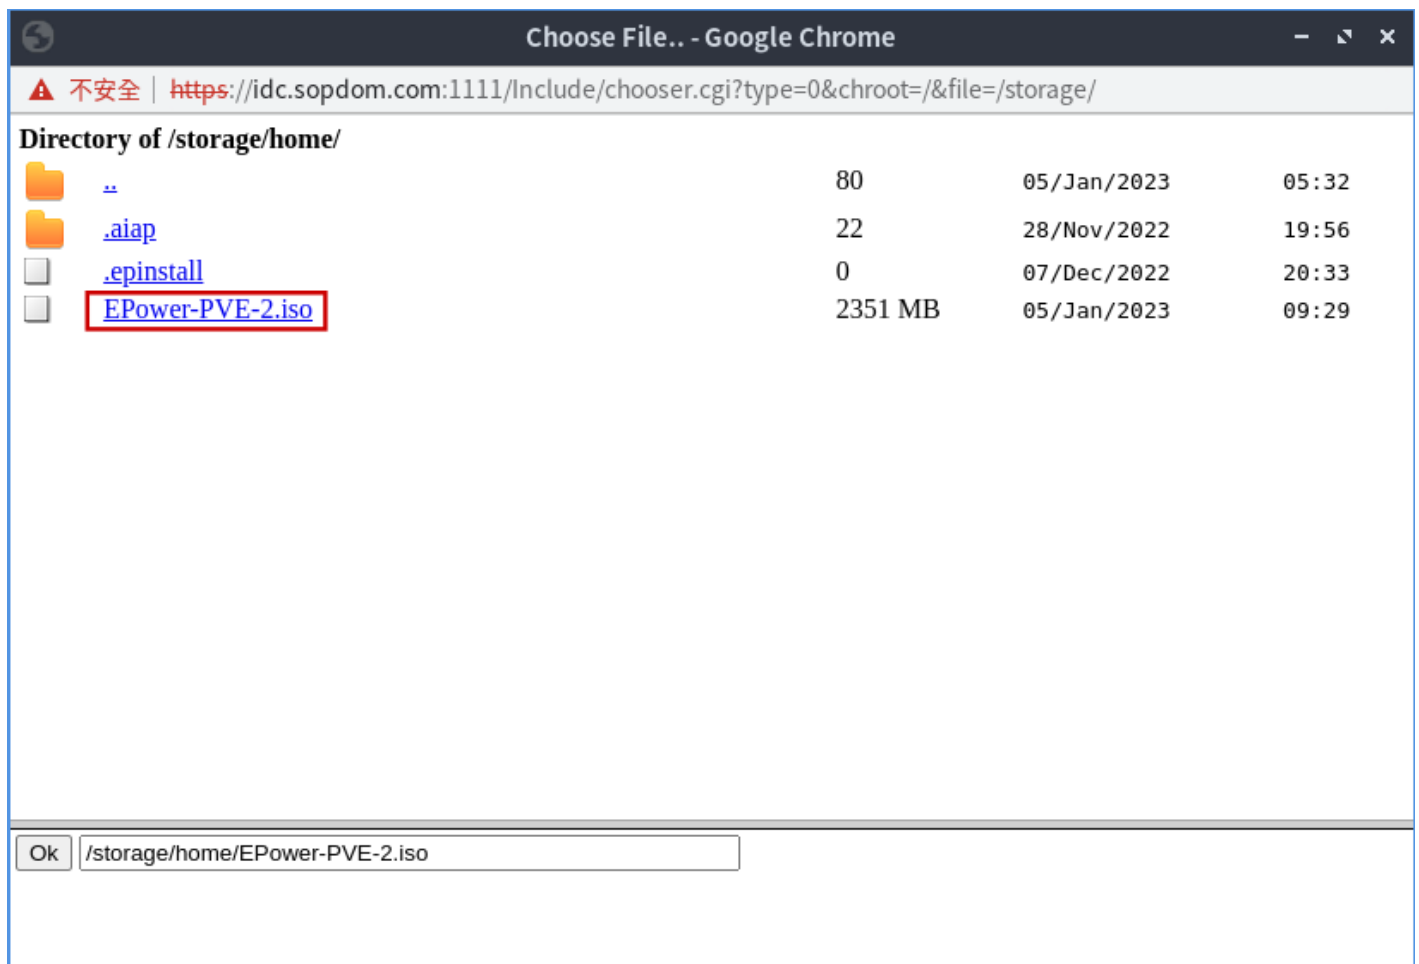 Choose File.. - Google Chrome
不安全 | https://idc.sopdom.com:1111/Include/chooser.cgi?type=0&chroot=/&file=/storage/
Directory of /storage/home/
.. 80 05/Jan/2023 05:32
.aiap 22 28/Nov/2022 19:56
.epinstall 0 07/Dec/2022 20:33
EPower-PVE-2.iso 2351 MB 05/Jan/2023 09:29
Ok /storage/home/EPower-PVE-2.iso